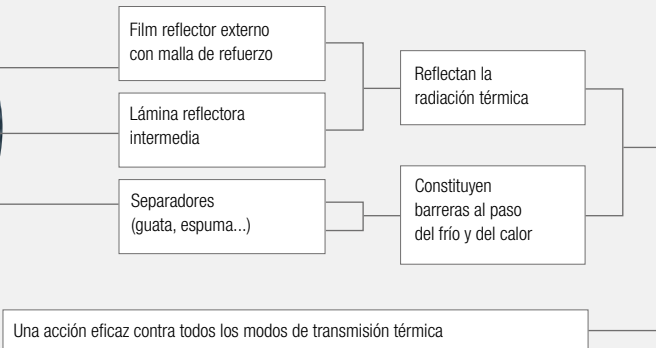 Film reflector externo
con malla de refuerzo
Lámina reflectora
intermedia
Separadores
(guata, espuma...)
Reflectan la
radiación térmica
Constituyen
barreras al paso
del frío y del calor
Una acción eficaz contra todos los modos de transmisión térmica